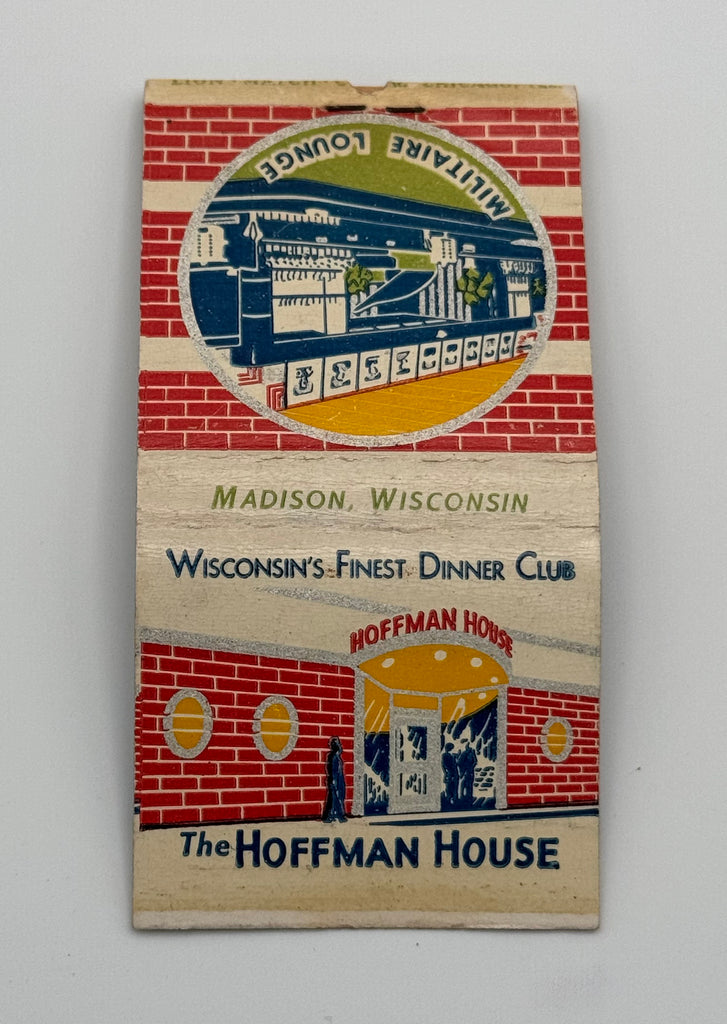 MILITAIRE LOUNGE
MADISON, WISCONSIN
WISCONSIN'S FINEST DINNER CLUB
HOFFMAN HOUSE
The HOFFMAN HOUSE